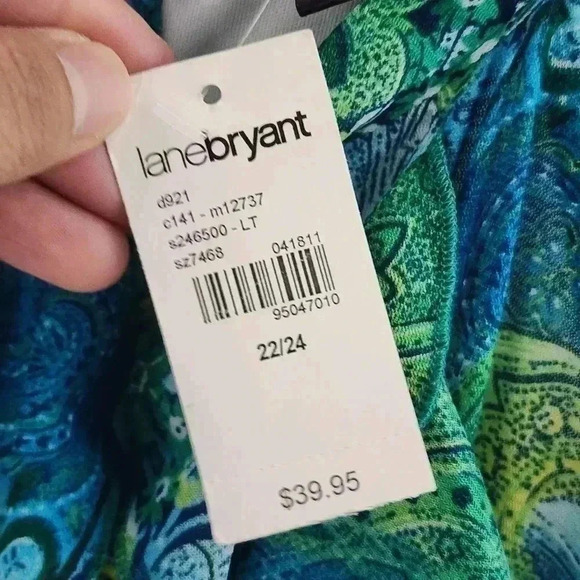 lanebryant
d921
c141 - m12737
s246500 - LT
sz7468
041811
95047010
22/24
$39.95